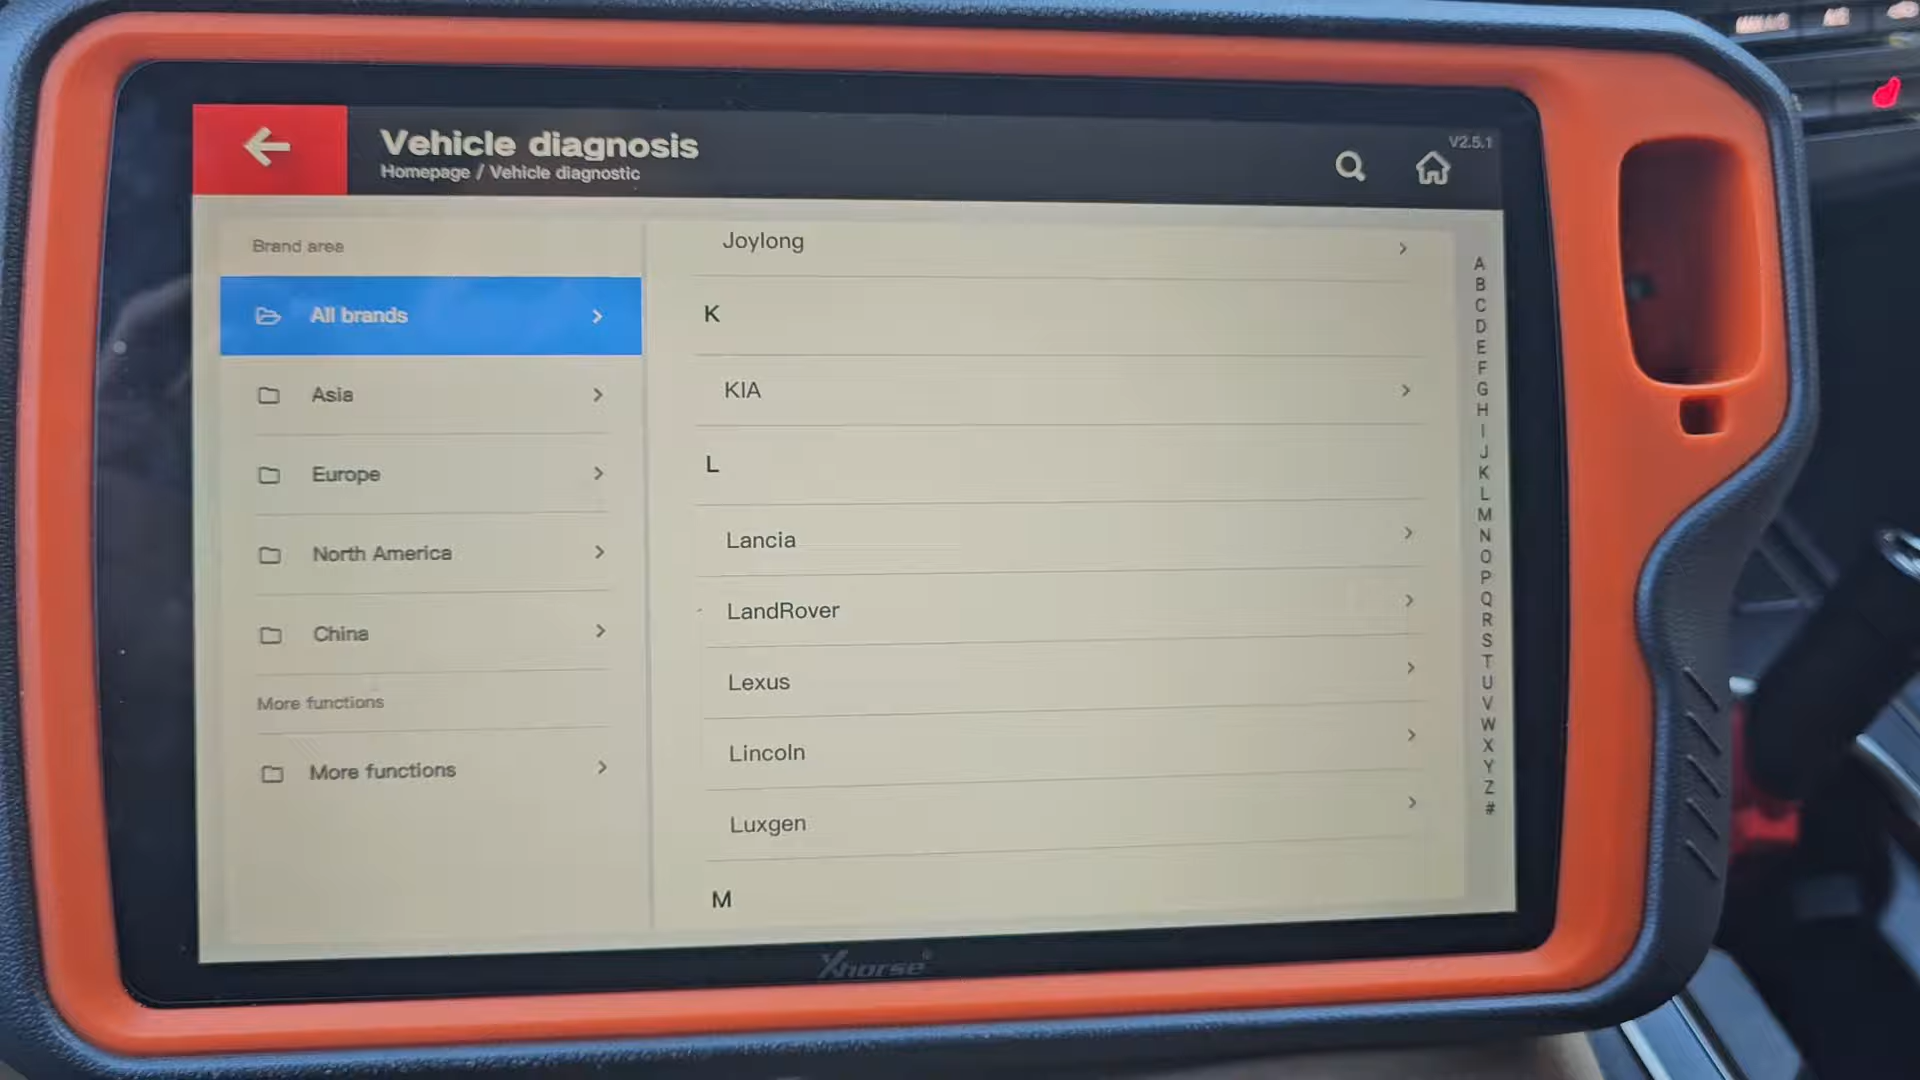 Vehicle diagnosis
Homepage / Vehicle diagnostic
V2.5.1
Brand area
All brands
Asia
Europe
North America
China
More functions
More functions
Joylong
K
KIA
L
Lancia
LandRover
Lexus
Lincoln
Luxgen
M
A
B
C
D
E
F
G
H
I
J
K
L
M
N
O
P
Q
R
S
T
U
V
W
X
Y
Z
#
Xhorse®